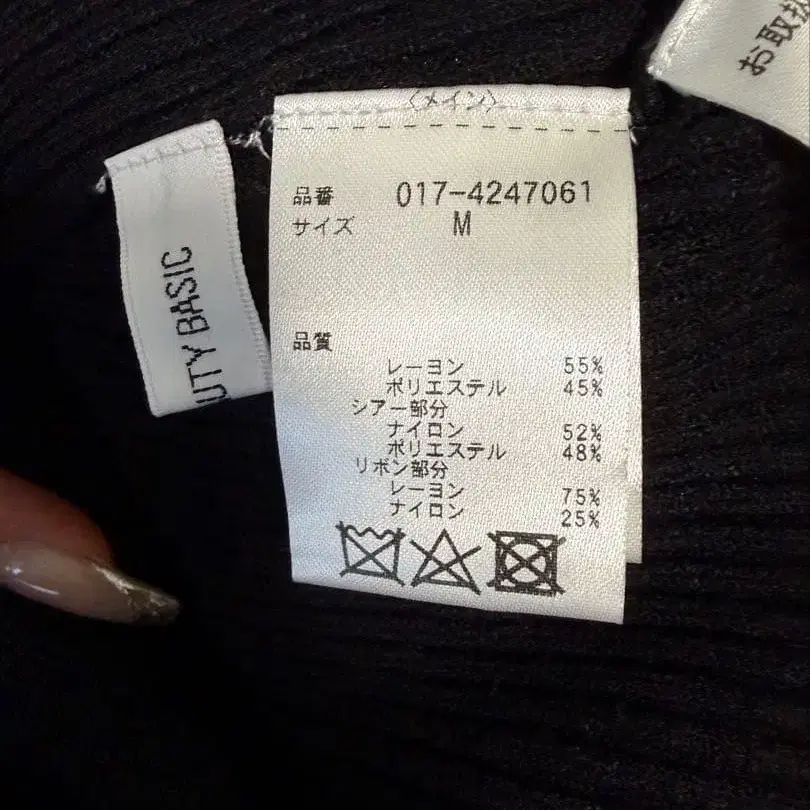 〈メイン〉
品番 017-4247061
サイズ M
品質
レーヨン 55%
ポリエステル 45%
シアー部分
ナイロン 52%
ポリエステル 48%
リボン部分
レーヨン 75%
ナイロン 25%
UTY BASIC
お取扱